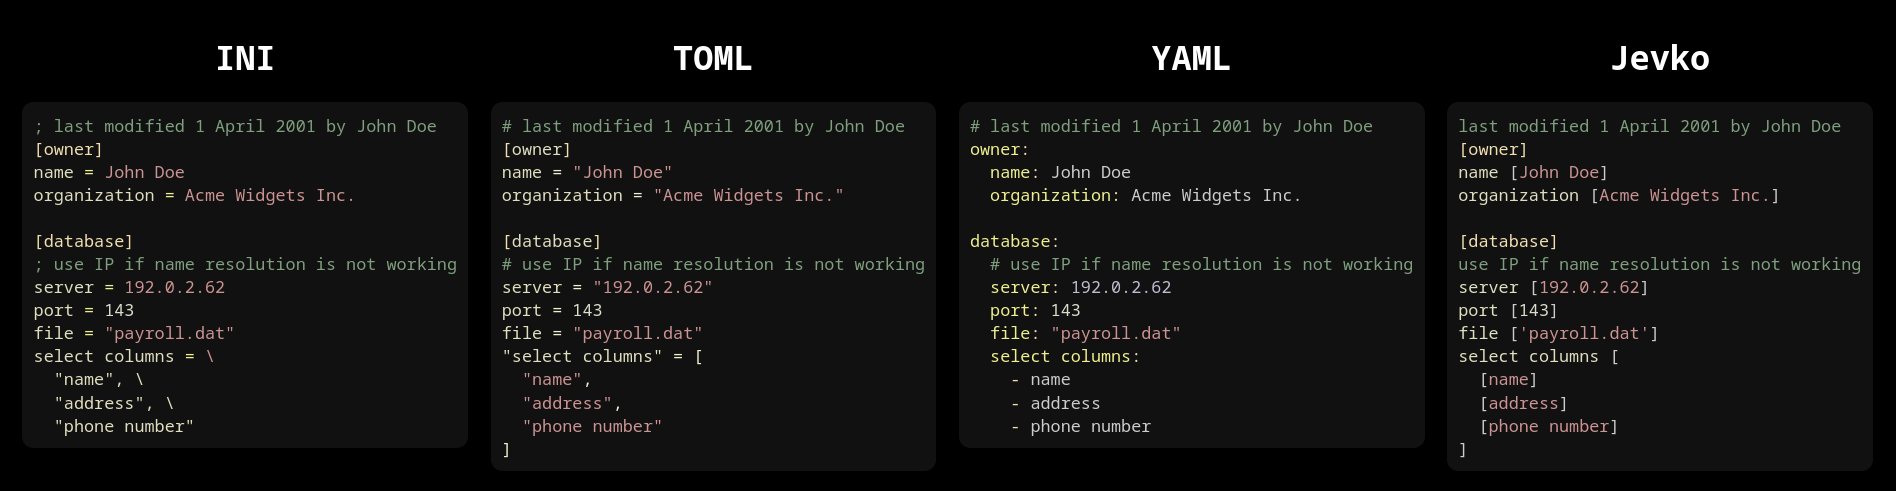 INI
; last modified 1 April 2001 by John Doe
[owner]
name = John Doe
organization = Acme Widgets Inc.

[database]
; use IP if name resolution is not working
server = 192.0.2.62
port = 143
file = "payroll.dat"
select columns = \
  "name", \
  "address", \
  "phone number"

TOML
# last modified 1 April 2001 by John Doe
[owner]
name = "John Doe"
organization = "Acme Widgets Inc."

[database]
# use IP if name resolution is not working
server = "192.0.2.62"
port = 143
file = "payroll.dat"
"select columns" = [
  "name",
  "address",
  "phone number"
]

YAML
# last modified 1 April 2001 by John Doe
owner:
  name: John Doe
  organization: Acme Widgets Inc.

database:
  # use IP if name resolution is not working
  server: 192.0.2.62
  port: 143
  file: "payroll.dat"
  select columns:
    - name
    - address
    - phone number

Jevko
last modified 1 April 2001 by John Doe
[owner]
name [John Doe]
organization [Acme Widgets Inc.]

[database]
use IP if name resolution is not working
server [192.0.2.62]
port [143]
file ['payroll.dat']
select columns [
  [name]
  [address]
  [phone number]
]